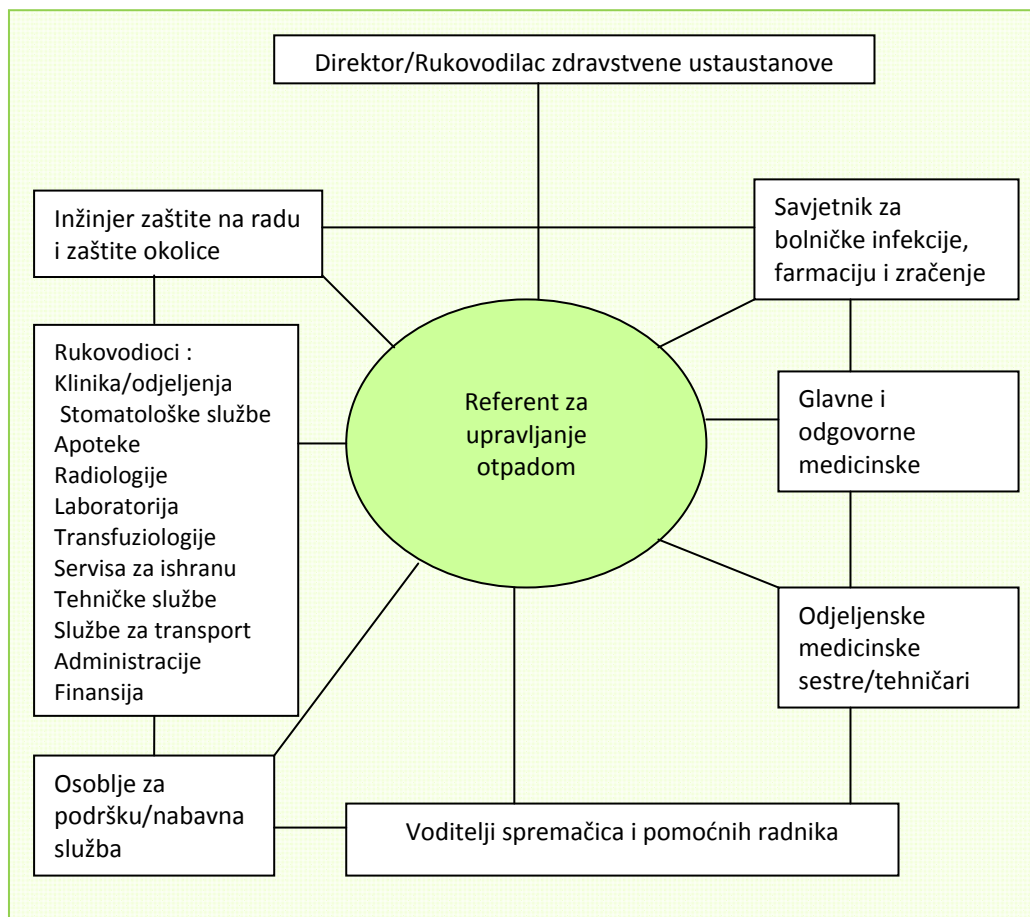 Direktor/Rukovodilac zdravstvene ustaustanove
Inžinjer zaštite na radu
i zaštite okolice
Savjetnik za
bolničke infekcije,
farmaciju i zračenje
Rukovodioci :
Klinika/odjeljenja
Stomatološke službe
Apoteke
Radiologije
Laboratorija
Transfuziologije
Servisa za ishranu
Tehničke službe
Službe za transport
Administracije
Finansija
Referent za
upravljanje
otpadom
Glavne i
odgovorne
medicinske
Odjeljenske
medicinske
sestre/tehničari
Osoblje za
podršku/nabavna
služba
Voditelji spremačica i pomoćnih radnika